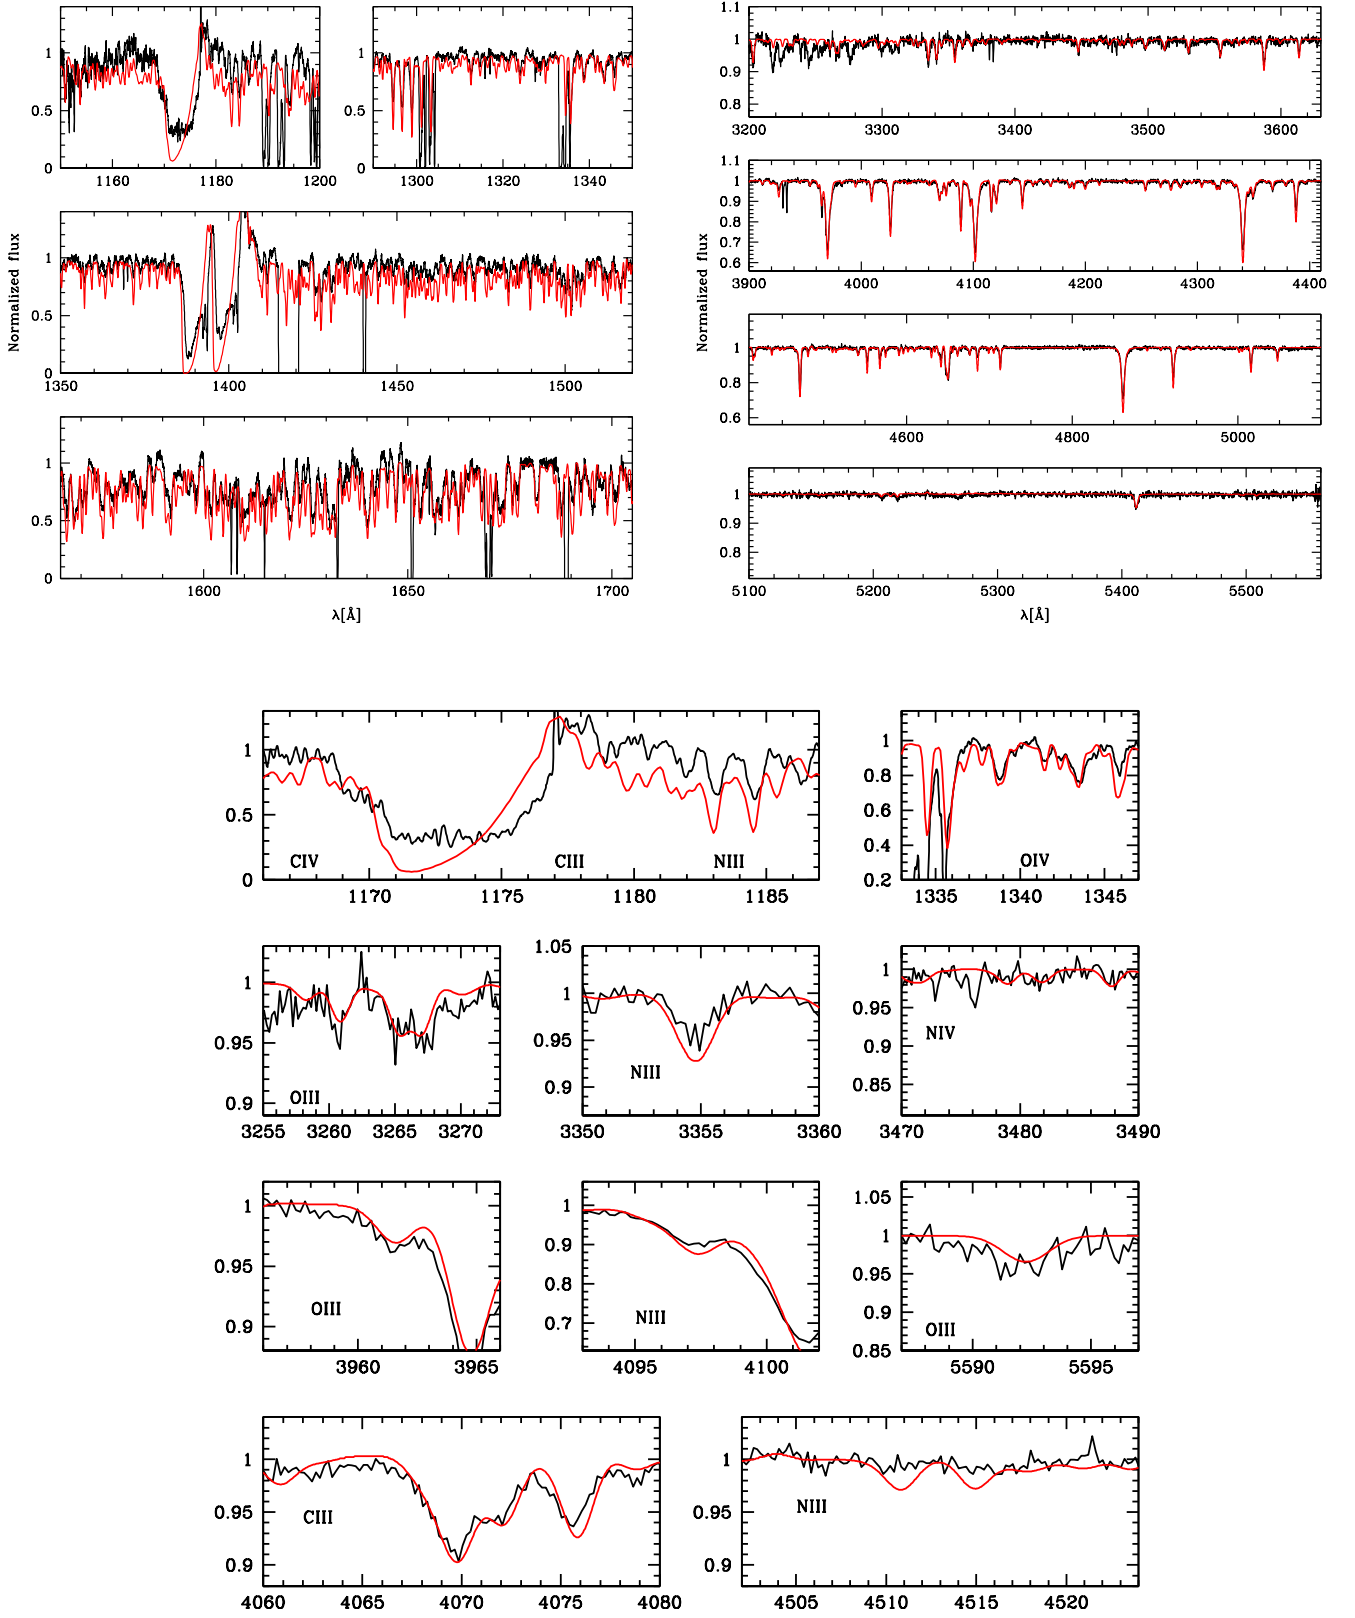 1
0.5
0
1160 1180 1200
1300 1320 1340
1
0.5
0
1350 1400 1450 1500
Normalized flux
1
0.5
0
1600 1650 1700
λ[Å]
1.1
1
0.9
0.8
3200 3300 3400 3500 3600
1.1
1
0.9
0.8
0.7
0.6
3900 4000 4100 4200 4300 4400
Normalized flux
1
0.8
0.6
4600 4800 5000
1
0.9
0.8
5100 5200 5300 5400 5500
λ[Å]
1
0.5
0
CIV CIII NIII
1170 1175 1180 1185
1
0.8
0.6
0.4
0.2
OIV
1335 1340 1345
1
0.95
0.9
OIII
3255 3260 3265 3270
1.05
1
0.95
0.9
NIII
3350 3355 3360
1
0.95
0.9
0.85
NIV
3470 3480 3490
1
0.95
0.9
OIII
3960 3965
1
0.9
0.8
0.7
NIII
4095 4100
1.05
1
0.95
0.9
0.85
OIII
5590 5595
1
0.95
0.9
CIII
4060 4065 4070 4075 4080
1
0.95
0.9
NIII
4505 4510 4515 4520